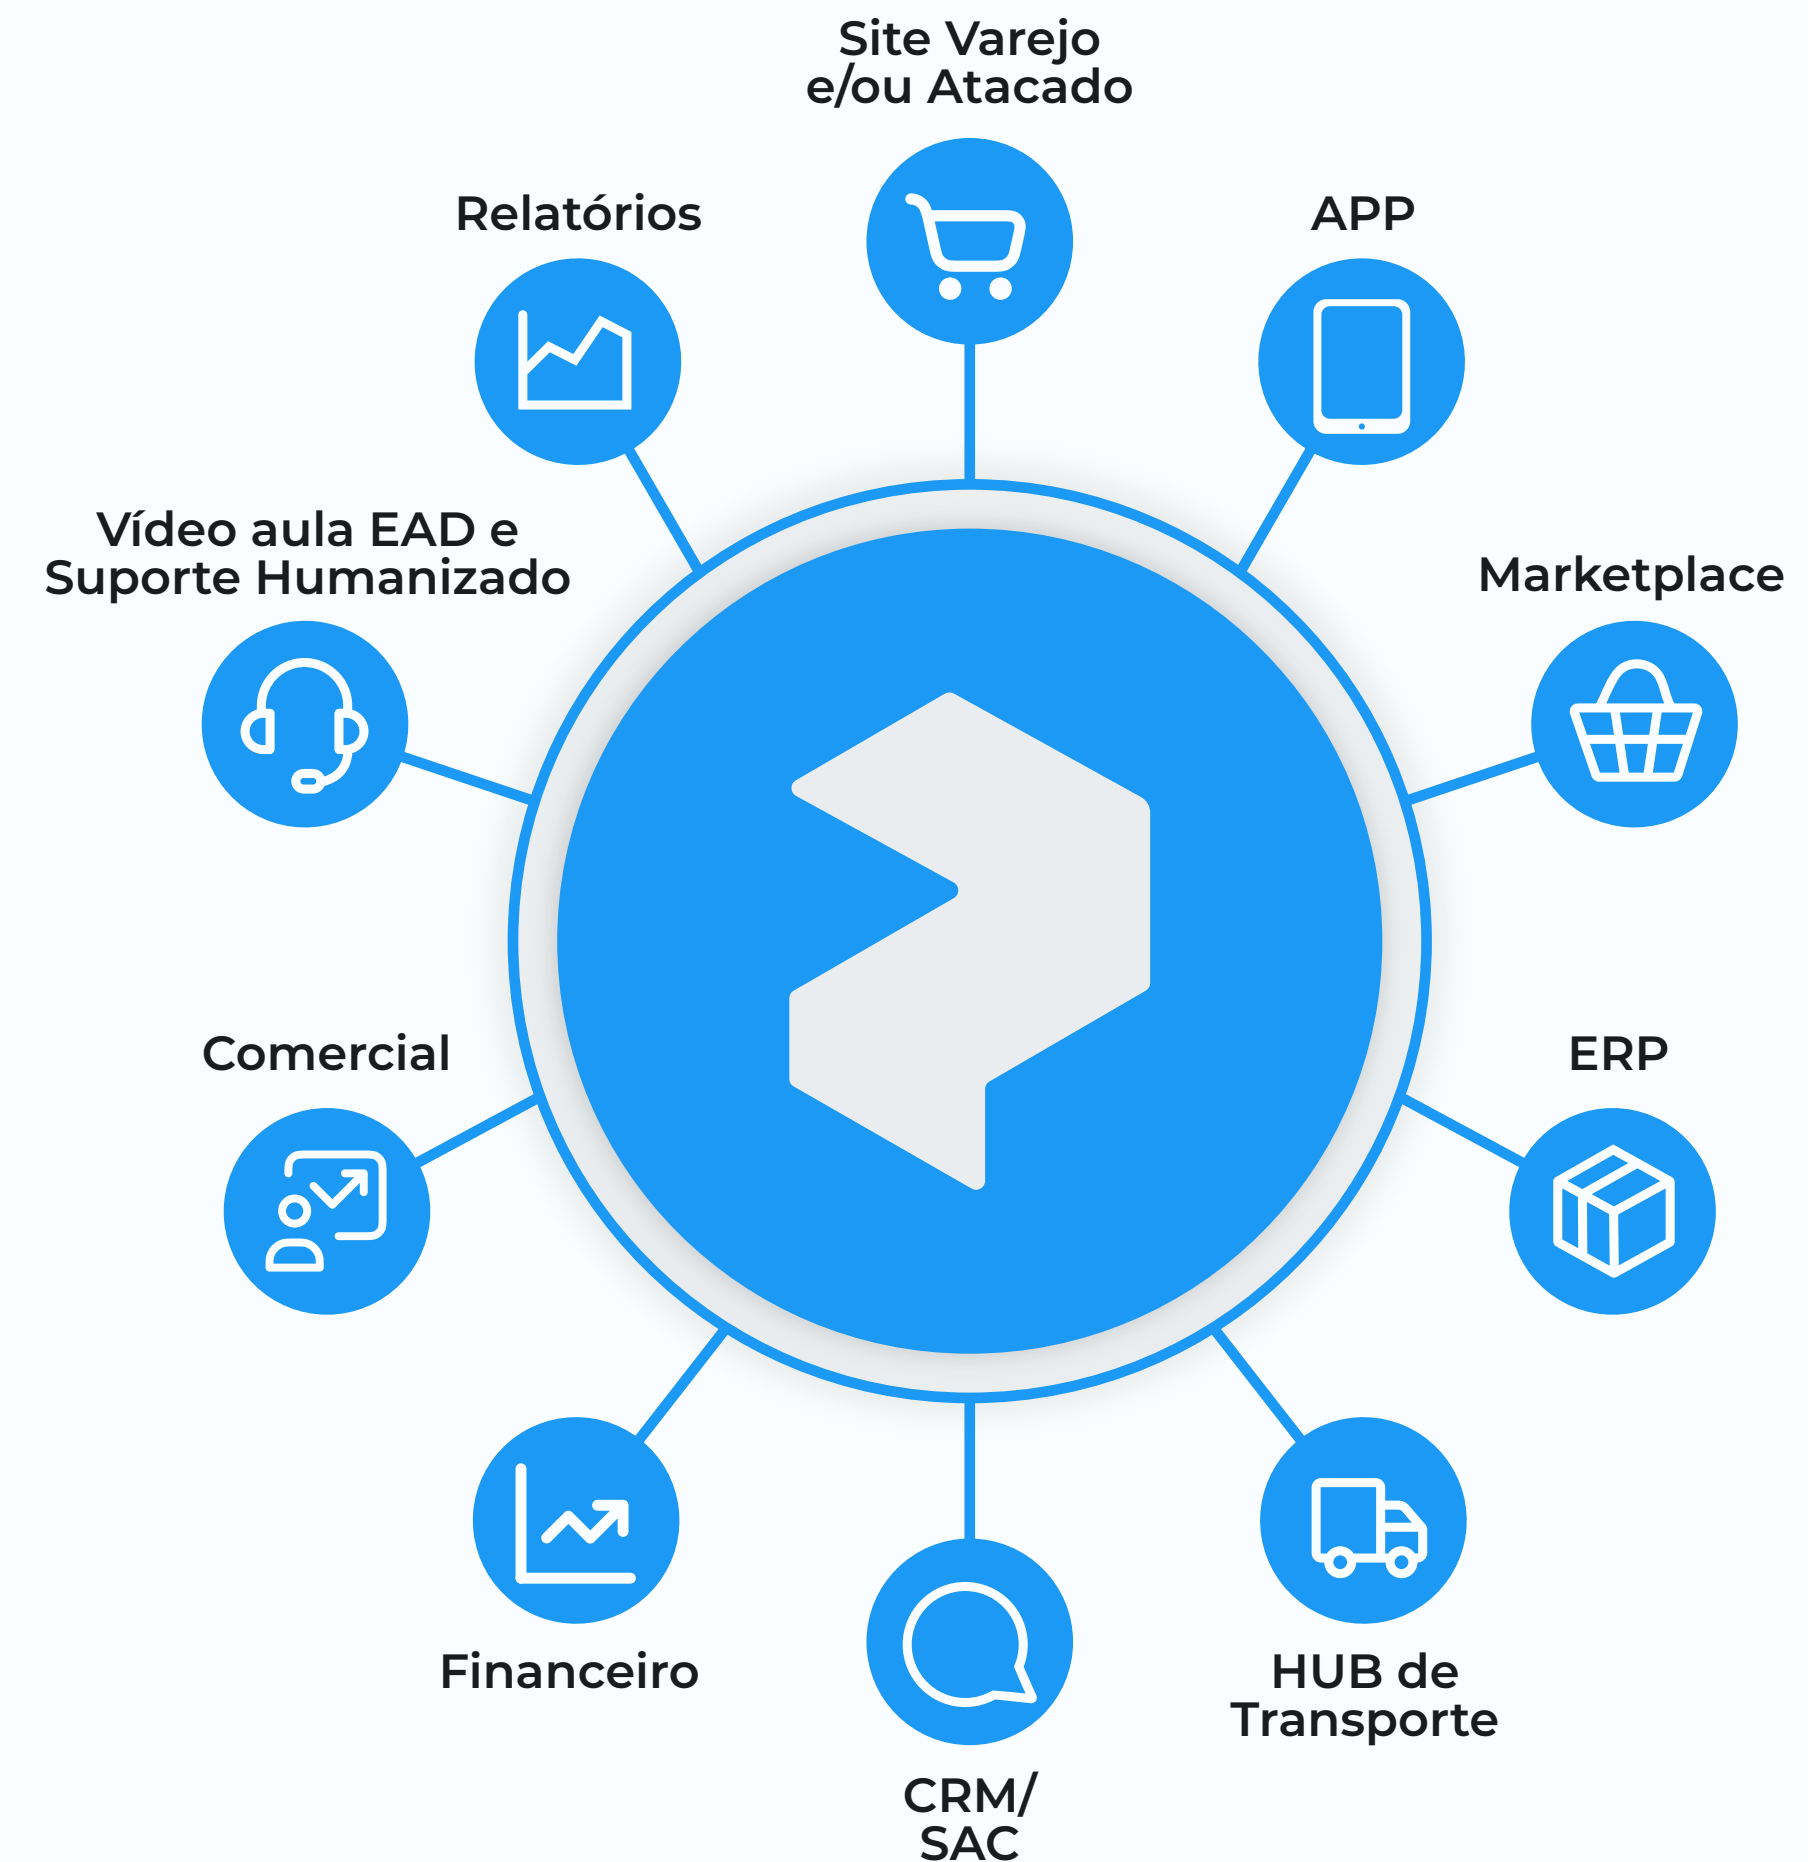 Site Varejo
e/ou Atacado
Relatórios
APP
Vídeo aula EAD e
Suporte Humanizado
Marketplace
Comercial
ERP
Financeiro
HUB de
Transporte
CRM/
SAC